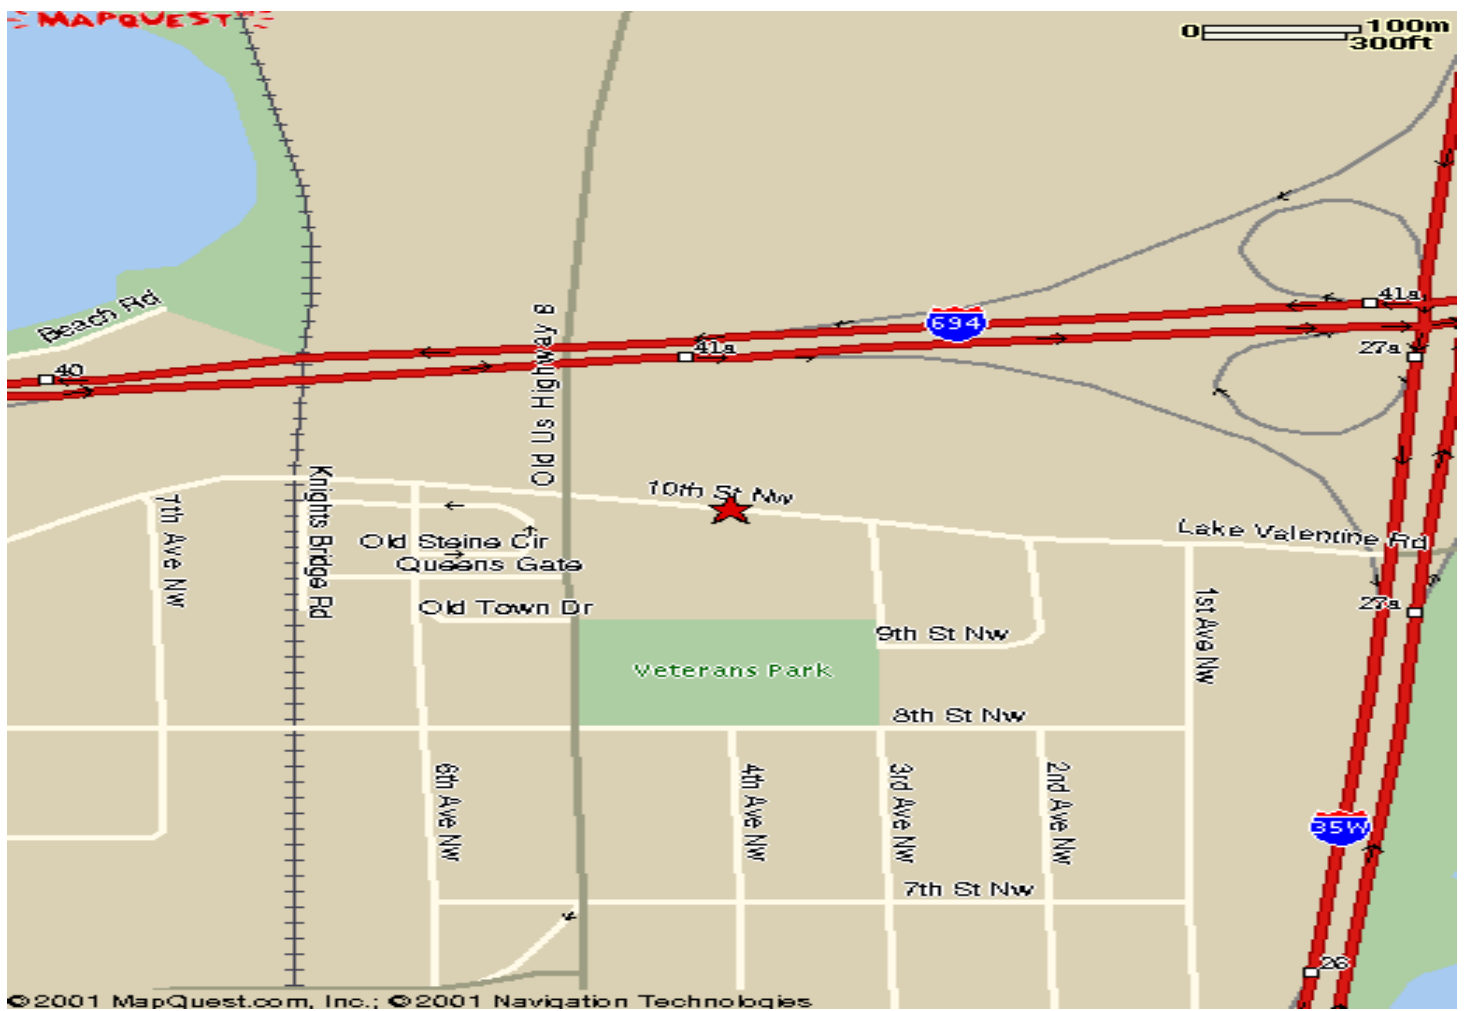 MAPQUEST
0 100m
300ft
Beach Rd
41a
694
41a
27a
40
Old Us Highway 8
10th St Nw
Knights Bridge Rd
7th Ave Nw
Lake Valentine Rd
Old Steine Cir
Queens Gate
Old Town Dr
27a
1st Ave Nw
9th St Nw
Veterans Park
8th St Nw
6th Ave Nw
4th Ave Nw
3rd Ave Nw
2nd Ave Nw
35W
7th St Nw
26
©2001 MapQuest.com, Inc.; ©2001 Navigation Technologies